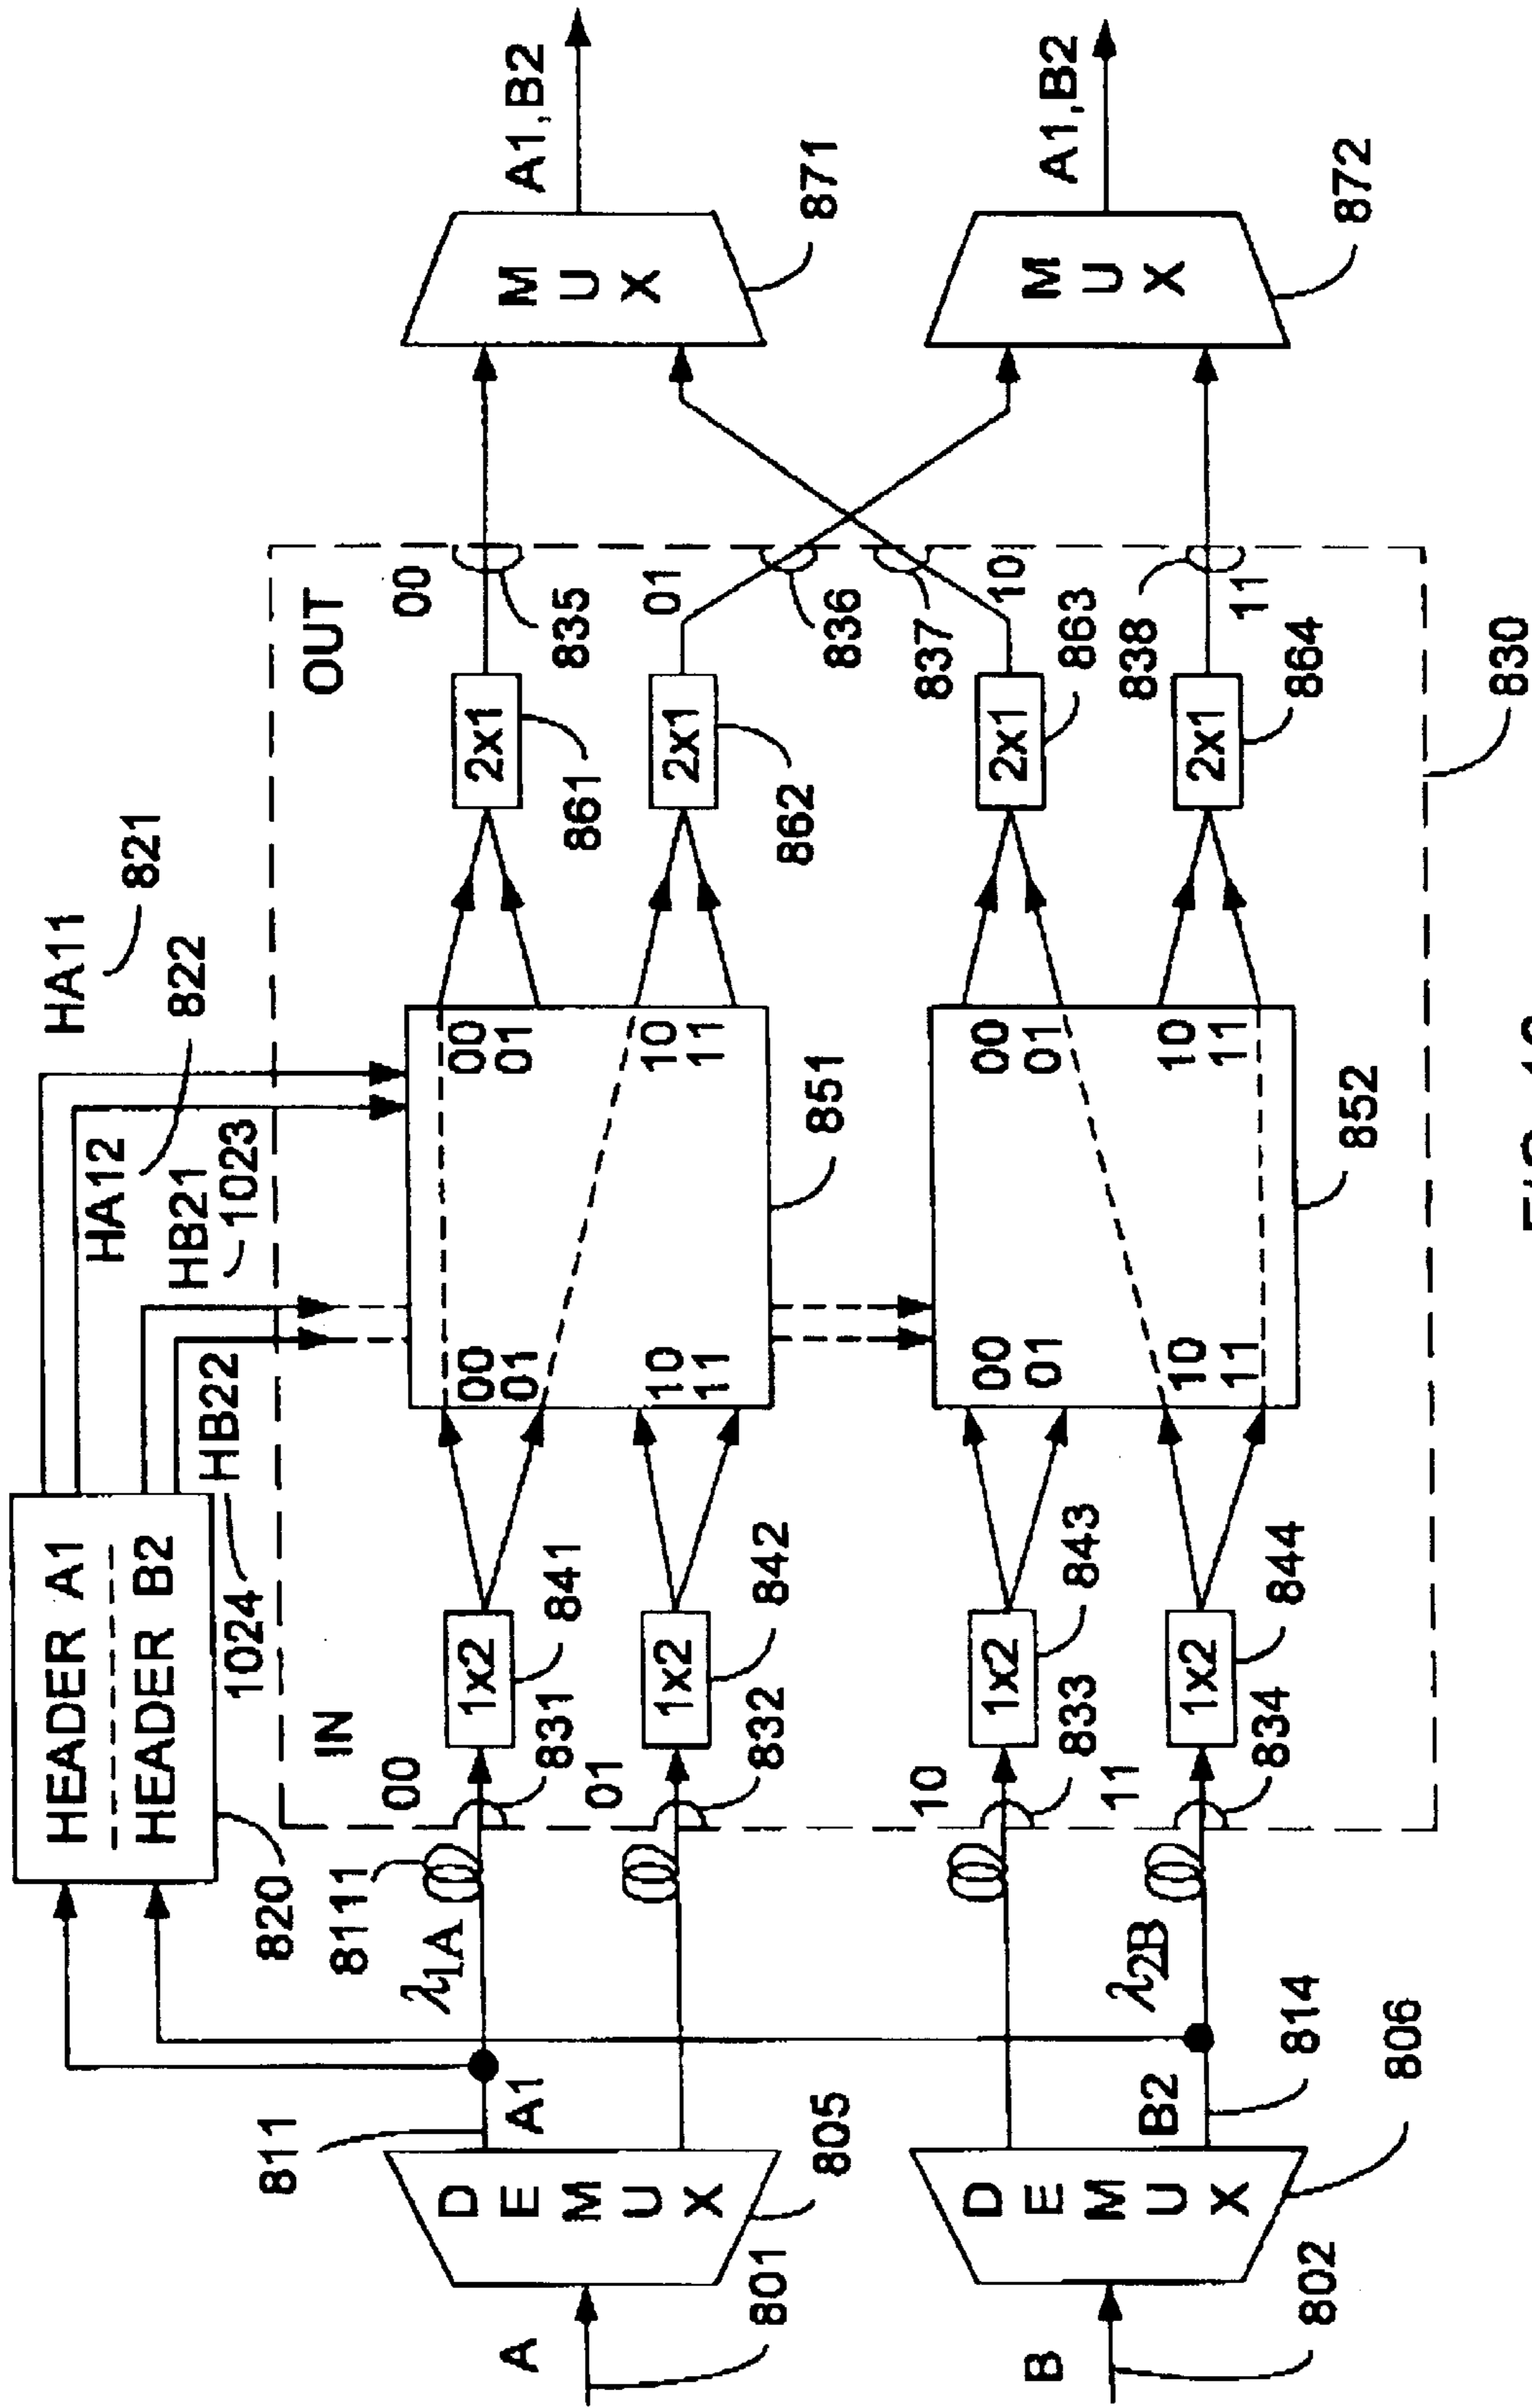 HEADER A1
HEADER B2
820
HA11
821
HA12
822
HB21
1023
HB22
1024
A
801
DEMUX
805
811
A1
λ1A
8111
IN
OUT
00
831
1x2
841
01
832
1x2
842
00
01
10
11
00
01
10
11
851
2x1
861
00
835
2x1
862
01
836
MUX
871
A1,B2
B
802
DEMUX
806
B2
814
λ2B
10
833
1x2
843
11
834
1x2
844
00
01
10
11
00
01
10
11
852
837
10
2x1
863
838
11
2x1
864
MUX
872
A1,B2
830